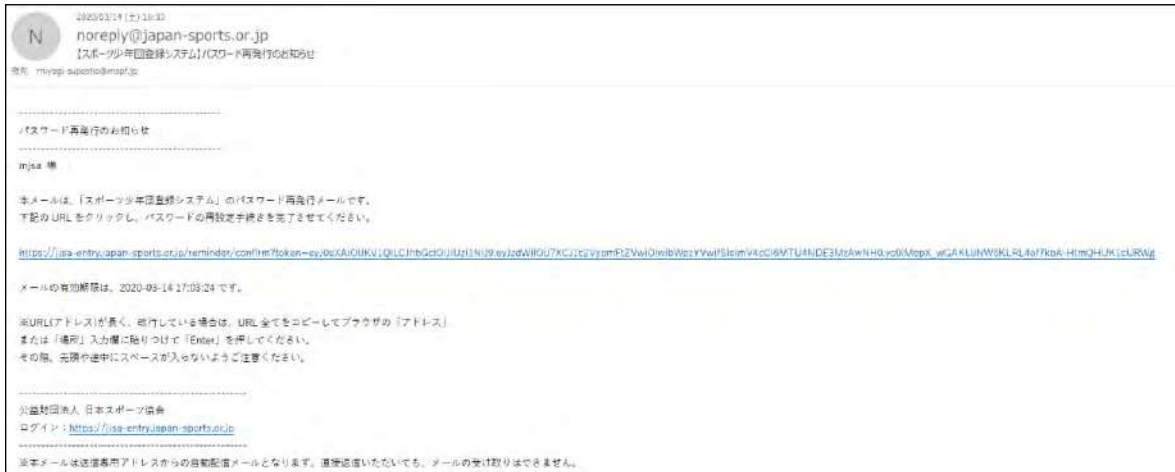 N
2020/03/14 (土) 16:33
noreply@japan-sports.or.jp
【スポーツ少年団登録システム】パスワード再発行のお知らせ
宛先
----------------------------------------------
パスワード再発行のお知らせ
----------------------------------------------
mjsa 様
本メールは、「スポーツ少年団登録システム」のパスワード再発行メールです。
下記の URL をクリックし、パスワードの再設定手続きを完了させてください。
メールの有効期限は、2020-03-14 17:03:24 です。
※URL(アドレス)が長く、改行している場合は、URL 全てをコピーしてブラウザの「アドレス」
または「場所」入力欄に貼りつけて「Enter」を押してください。
その際、先頭や途中にスペースが入らないようご注意ください。
----------------------------------------------------
公益財団法人 日本スポーツ協会
ログイン：https://jjsa-entry.japan-sports.or.jp
----------------------------------------------------
※本メールは送信専用アドレスからの自動配信メールとなります。直接返信いただいても、メールの受け取りはできません。